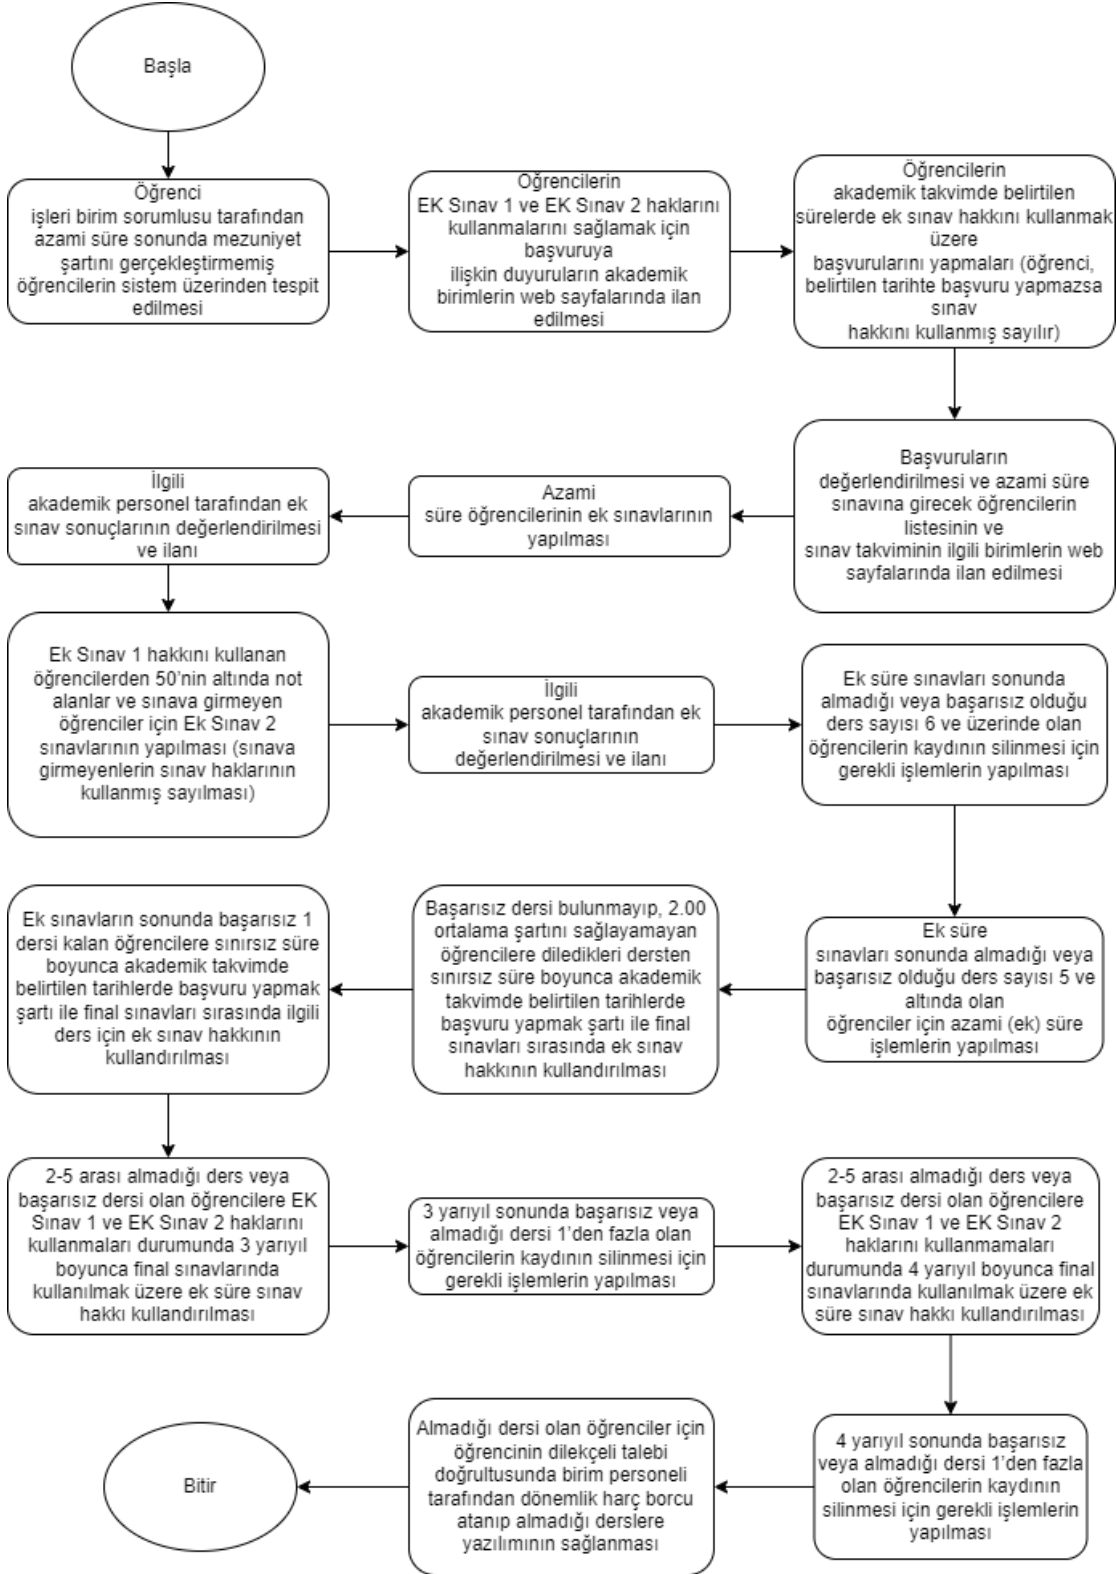 Başla
Öğrenci
işleri birim sorumlusu tarafından
azami süre sonunda mezuniyet
şartını gerçekleştirmemiş
öğrencilerin sistem üzerinden tespit
edilmesi
Öğrencilerin
EK Sınav 1 ve EK Sınav 2 haklarını
kullanmalarını sağlamak için
başvuruya
ilişkin duyuruların akademik
birimlerin web sayfalarında ilan
edilmesi
Öğrencilerin
akademik takvimde belirtilen
sürelerde ek sınav hakkını kullanmak
üzere
başvurularını yapmaları (öğrenci,
belirtilen tarihte başvuru yapmazsa
sınav
hakkını kullanmış sayılır)
Başvuruların
değerlendirilmesi ve azami süre
sınavına girecek öğrencilerin
listesinin ve
sınav takviminin ilgili birimlerin web
sayfalarında ilan edilmesi
Azami
süre öğrencilerinin ek sınavlarının
yapılması
İlgili
akademik personel tarafından ek
sınav sonuçlarının değerlendirilmesi
ve ilanı
Ek Sınav 1 hakkını kullanan
öğrencilerden 50'nin altında not
alanlar ve sınava girmeyen
öğrenciler için Ek Sınav 2
sınavlarının yapılması (sınava
girmeyenlerin sınav haklarının
kullanmış sayılması)
İlgili
akademik personel tarafından ek
sınav sonuçlarının
değerlendirilmesi ve ilanı
Ek süre sınavları sonunda
almadığı veya başarısız olduğu
ders sayısı 6 ve üzerinde olan
öğrencilerin kaydının silinmesi için
gerekli işlemlerin yapılması
Ek süre
sınavları sonunda almadığı veya
başarısız olduğu ders sayısı 5 ve
altında olan
öğrenciler için azami (ek) süre
işlemlerin yapılması
Başarısız dersi bulunmayıp, 2.00
ortalama şartını sağlayamayan
öğrencilere diledikleri dersten
sınırsız süre boyunca akademik
takvimde belirtilen tarihlerde
başvuru yapmak şartı ile final
sınavları sırasında ek sınav
hakkının kullandırılması
Ek sınavların sonunda başarısız 1
dersi kalan öğrencilere sınırsız süre
boyunca akademik takvimde
belirtilen tarihlerde başvuru yapmak
şartı ile final sınavları sırasında ilgili
ders için ek sınav hakkının
kullandırılması
2-5 arası almadığı ders veya
başarısız dersi olan öğrencilere EK
Sınav 1 ve EK Sınav 2 haklarını
kullanmaları durumunda 3 yarıyıl
boyunca final sınavlarında
kullanılmak üzere ek süre sınav
hakkı kullandırılması
3 yarıyıl sonunda başarısız veya
almadığı dersi 1'den fazla olan
öğrencilerin kaydının silinmesi için
gerekli işlemlerin yapılması
2-5 arası almadığı ders veya
başarısız dersi olan öğrencilere
EK Sınav 1 ve EK Sınav 2
haklarını kullanmamaları
durumunda 4 yarıyıl boyunca final
sınavlarında kullanılmak üzere ek
süre sınav hakkı kullandırılması
4 yarıyıl sonunda başarısız
veya almadığı dersi 1'den fazla
olan öğrencilerin kaydının
silinmesi için gerekli işlemlerin
yapılması
Almadığı dersi olan öğrenciler için
öğrencinin dilekçeli talebi
doğrultusunda birim personeli
tarafından dönemlik harç borcu
atanıp almadığı derslere
yazılımının sağlanması
Bitir